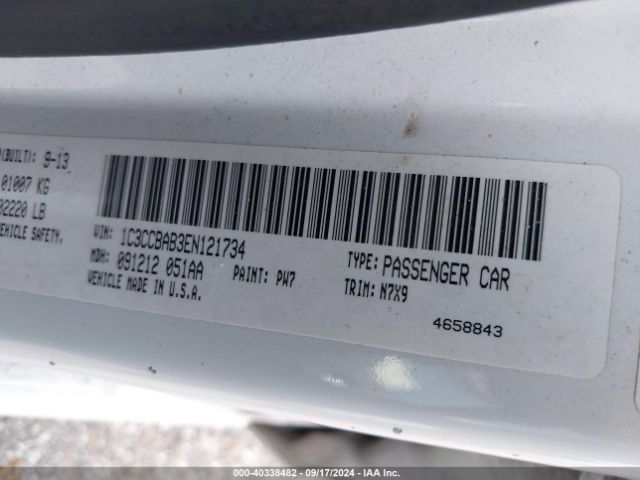 (BUILT): 9-13
01007 KG
02220 LB
VEHICLE SAFETY.
VIN: 1C3CCBAB3EN121734
MDH: 091212 051AA
PAINT: PW7
VEHICLE MADE IN U.S.A.
TYPE: PASSENGER CAR
TRIM: N7X9
4658843
000-40338482 - 09/17/2024 - IAA Inc.